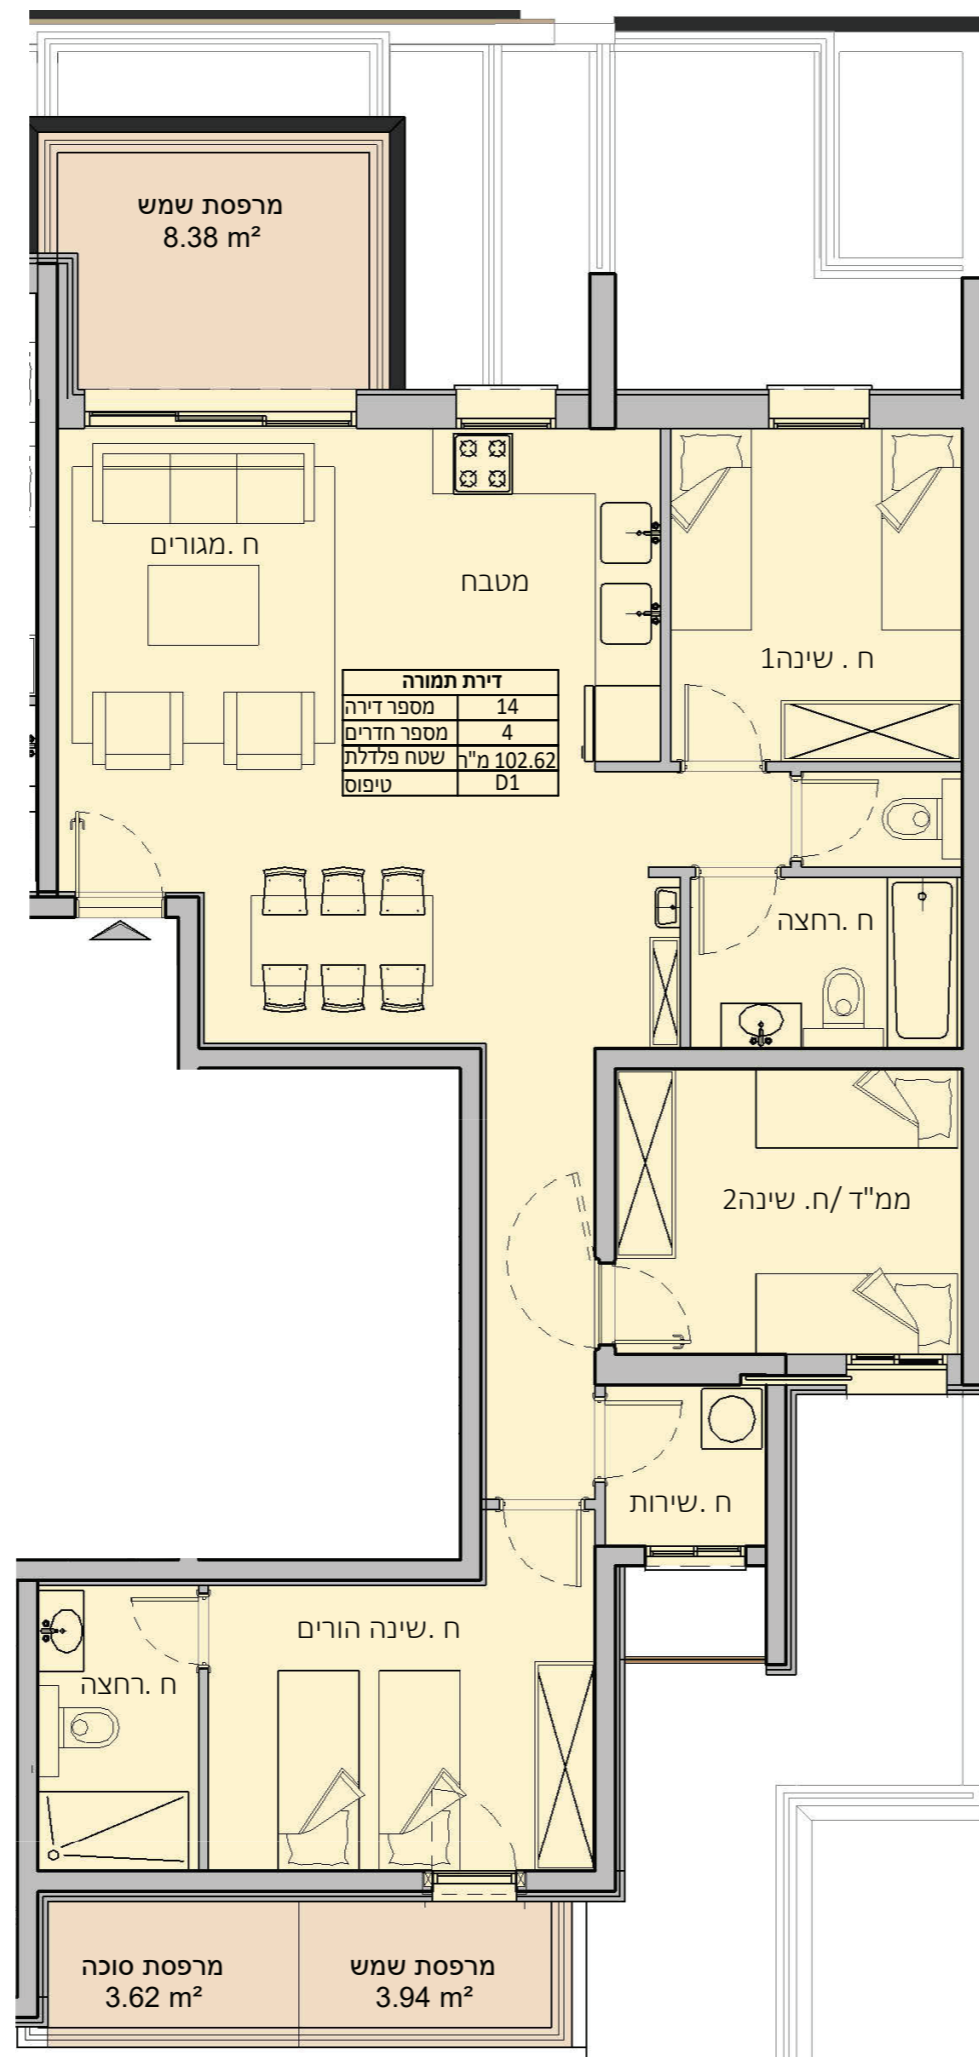 מרפסת שמש
8.38 m²
ח .מגורים
מטבח
ח . שינה1
דירת תמורה
מספר דירה 14
מספר חדרים 4
שטח פלדלת 102.62 מ"ר
טיפוס D1
ח .רחצה
ממ"ד /ח. שינה2
ח .שירות
ח .שינה הורים
ח .רחצה
מרפסת שמש
3.94 m²
מרפסת סוכה
3.62 m²